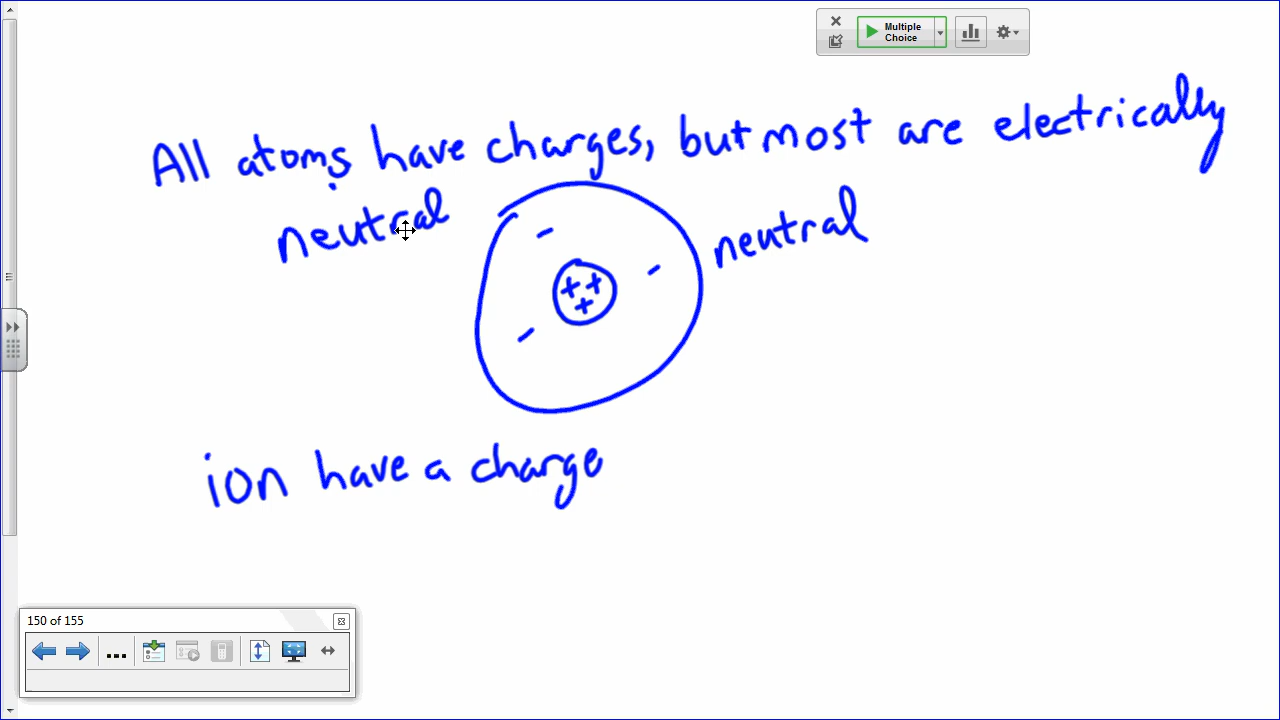 Multiple
Choice
All atoms have charges, but most are electrically
neutral
neutral
-
-
+ +
+
-
ion have a charge
150 of 155